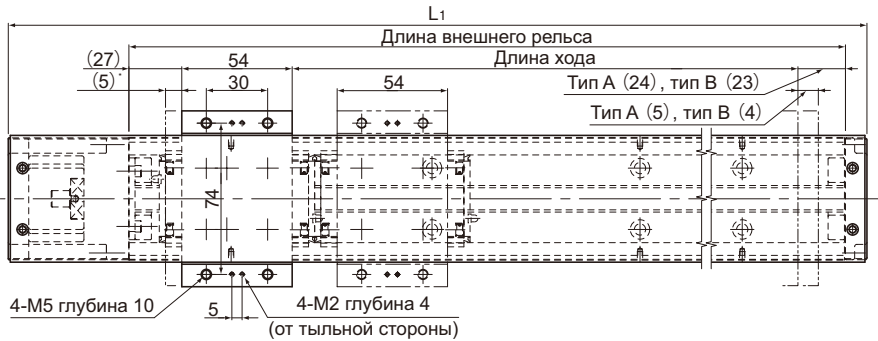 L1
Длина внешнего рельса
(27)
54
Длина хода
(5)*
30
54
Тип A (24), тип B (23)
Тип A (5), тип B (4)
74
4-M5 глубина 10
5
4-M2 глубина 4
(от тыльной стороны)